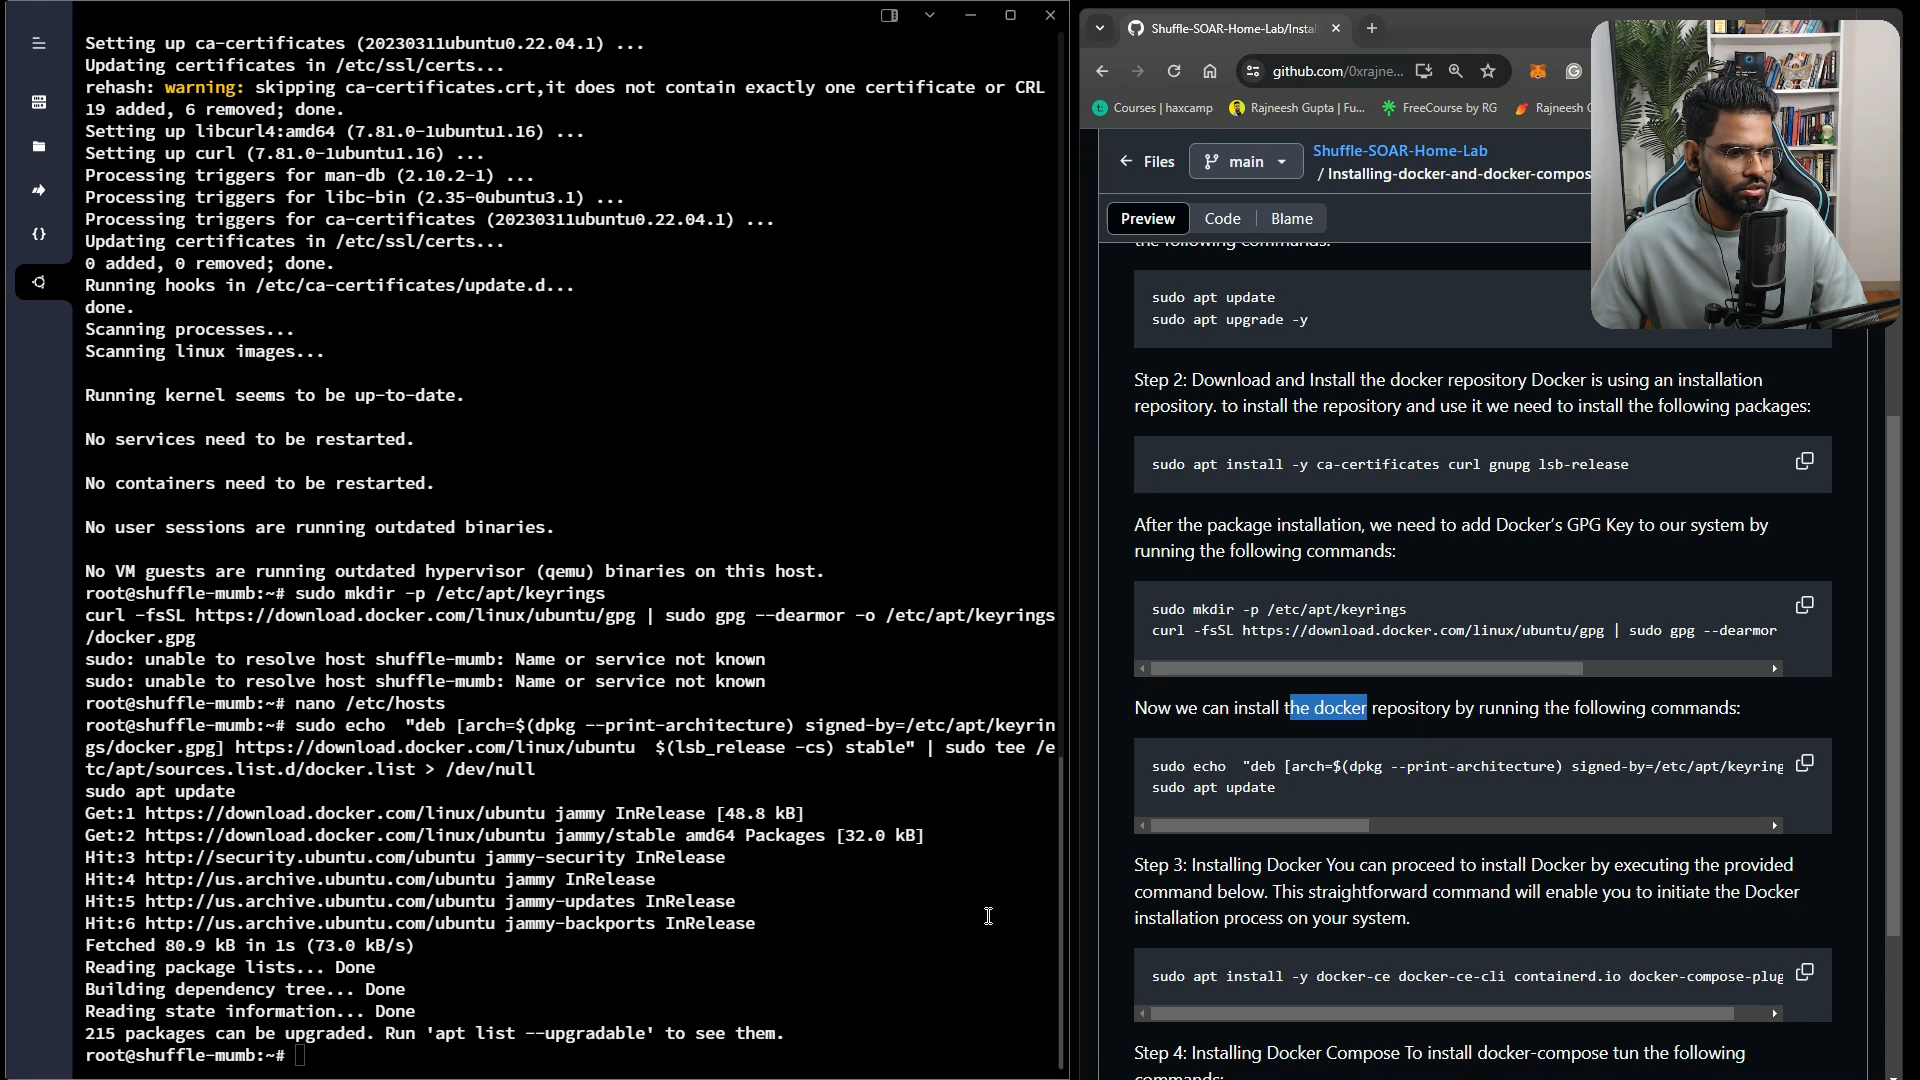 Setting up ca-certificates (20230311ubuntu0.22.04.1) ...
Updating certificates in /etc/ssl/certs...
rehash: warning: skipping ca-certificates.crt,it does not contain exactly one certificate or CRL
19 added, 6 removed; done.
Setting up libcurl4:amd64 (7.81.0-1ubuntu1.16) ...
Setting up curl (7.81.0-1ubuntu1.16) ...
Processing triggers for man-db (2.10.2-1) ...
Processing triggers for libc-bin (2.35-0ubuntu3.1) ...
Processing triggers for ca-certificates (20230311ubuntu0.22.04.1) ...
Updating certificates in /etc/ssl/certs...
0 added, 0 removed; done.
Running hooks in /etc/ca-certificates/update.d...
done.
Scanning processes...
Scanning linux images...
Running kernel seems to be up-to-date.
No services need to be restarted.
No containers need to be restarted.
No user sessions are running outdated binaries.
No VM guests are running outdated hypervisor (qemu) binaries on this host.
root@shuffle-mumb:~# sudo mkdir -p /etc/apt/keyrings
curl -fsSL https://download.docker.com/linux/ubuntu/gpg | sudo gpg --dearmor -o /etc/apt/keyrings
/docker.gpg
sudo: unable to resolve host shuffle-mumb: Name or service not known
sudo: unable to resolve host shuffle-mumb: Name or service not known
root@shuffle-mumb:~# nano /etc/hosts
root@shuffle-mumb:~# sudo echo  "deb [arch=$(dpkg --print-architecture) signed-by=/etc/apt/keyrin
gs/docker.gpg] https://download.docker.com/linux/ubuntu  $(lsb_release -cs) stable" | sudo tee /e
tc/apt/sources.list.d/docker.list > /dev/null
sudo apt update
Get:1 https://download.docker.com/linux/ubuntu jammy InRelease [48.8 kB]
Get:2 https://download.docker.com/linux/ubuntu jammy/stable amd64 Packages [32.0 kB]
Hit:3 http://security.ubuntu.com/ubuntu jammy-security InRelease
Hit:4 http://us.archive.ubuntu.com/ubuntu jammy InRelease
Hit:5 http://us.archive.ubuntu.com/ubuntu jammy-updates InRelease
Hit:6 http://us.archive.ubuntu.com/ubuntu jammy-backports InRelease
Fetched 80.9 kB in 1s (73.0 kB/s)
Reading package lists... Done
Building dependency tree... Done
Reading state information... Done
215 packages can be upgraded. Run 'apt list --upgradable' to see them.
root@shuffle-mumb:~#
Shuffle-SOAR-Home-Lab/Instal
github.com/0xrajne...
Courses | haxcamp
Rajneesh Gupta | Fu...
FreeCourse by RG
Rajneesh G
Files
main
Shuffle-SOAR-Home-Lab
/ Installing-docker-and-docker-compos
Preview
Code
Blame
the following commands.
sudo apt update
sudo apt upgrade -y
Step 2: Download and Install the docker repository Docker is using an installation
repository. to install the repository and use it we need to install the following packages:
sudo apt install -y ca-certificates curl gnupg lsb-release
After the package installation, we need to add Docker’s GPG Key to our system by
running the following commands:
sudo mkdir -p /etc/apt/keyrings
curl -fsSL https://download.docker.com/linux/ubuntu/gpg | sudo gpg --dearmor
Now we can install the docker repository by running the following commands:
sudo echo  "deb [arch=$(dpkg --print-architecture) signed-by=/etc/apt/keyring
sudo apt update
Step 3: Installing Docker You can proceed to install Docker by executing the provided
command below. This straightforward command will enable you to initiate the Docker
installation process on your system.
sudo apt install -y docker-ce docker-ce-cli containerd.io docker-compose-plug
Step 4: Installing Docker Compose To install docker-compose tun the following
commands: